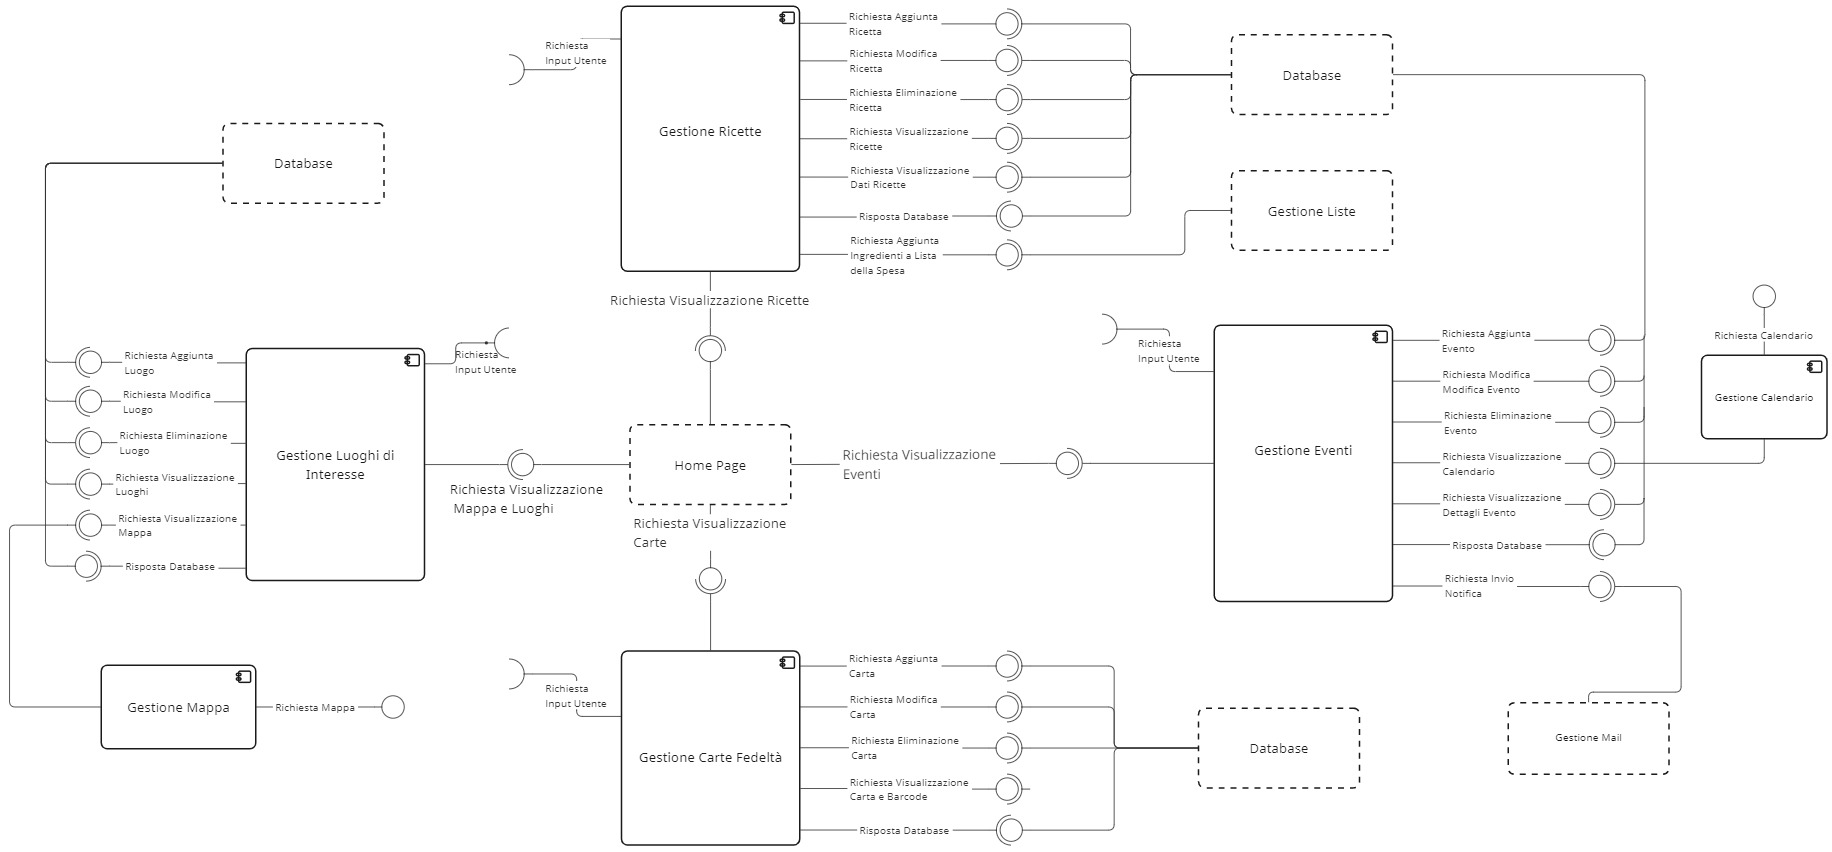 Richiesta Aggiunta
Ricetta
Richiesta
Input Utente
Richiesta Modifica
Ricetta
Database
Richiesta Eliminazione
Ricetta
Gestione Ricette
Richiesta Visualizzazione
Ricette
Database
Richiesta Visualizzazione
Dati Ricette
Gestione Liste
Risposta Database
Richiesta Aggiunta
Ingredienti a Lista
della Spesa
Richiesta Visualizzazione Ricette
Richiesta
Input Utente
Richiesta Aggiunta
Evento
Richiesta Calendario
Richiesta Aggiunta
Luogo
Richiesta
Input Utente
Richiesta Modifica
Modifica Evento
Gestione Calendario
Richiesta Modifica
Luogo
Richiesta Eliminazione
Evento
Richiesta Eliminazione
Luogo
Gestione Luoghi di
Interesse
Home Page
Richiesta Visualizzazione
Eventi
Gestione Eventi
Richiesta Visualizzazione
Calendario
Richiesta Visualizzazione
Luoghi
Richiesta Visualizzazione
Mappa e Luoghi
Richiesta Visualizzazione
Dettagli Evento
Richiesta Visualizzazione
Mappa
Richiesta Visualizzazione
Carte
Risposta Database
Risposta Database
Richiesta Invio
Notifica
Richiesta Aggiunta
Carta
Richiesta
Input Utente
Richiesta Modifica
Carta
Gestione Mappa
Richiesta Mappa
Richiesta Eliminazione
Carta
Gestione Carte Fedeltà
Database
Gestione Mail
Richiesta Visualizzazione
Carta e Barcode
Risposta Database